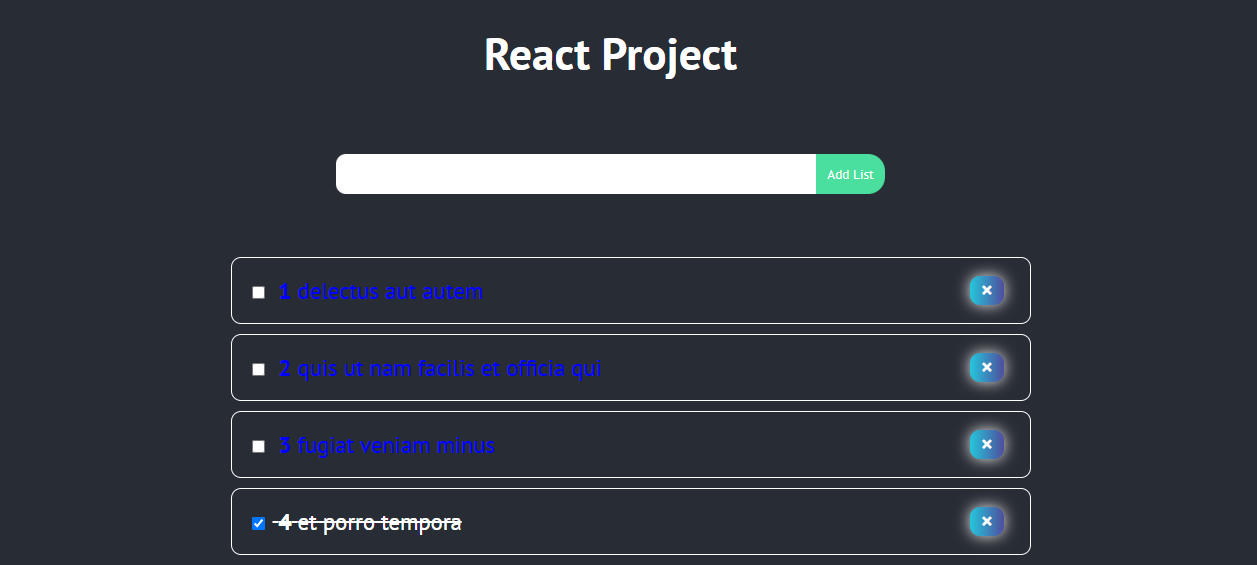 React Project
Add List
1 delectus aut autem
2 quis ut nam facilis et officia qui
3 fugiat veniam minus
4 et porro tempora